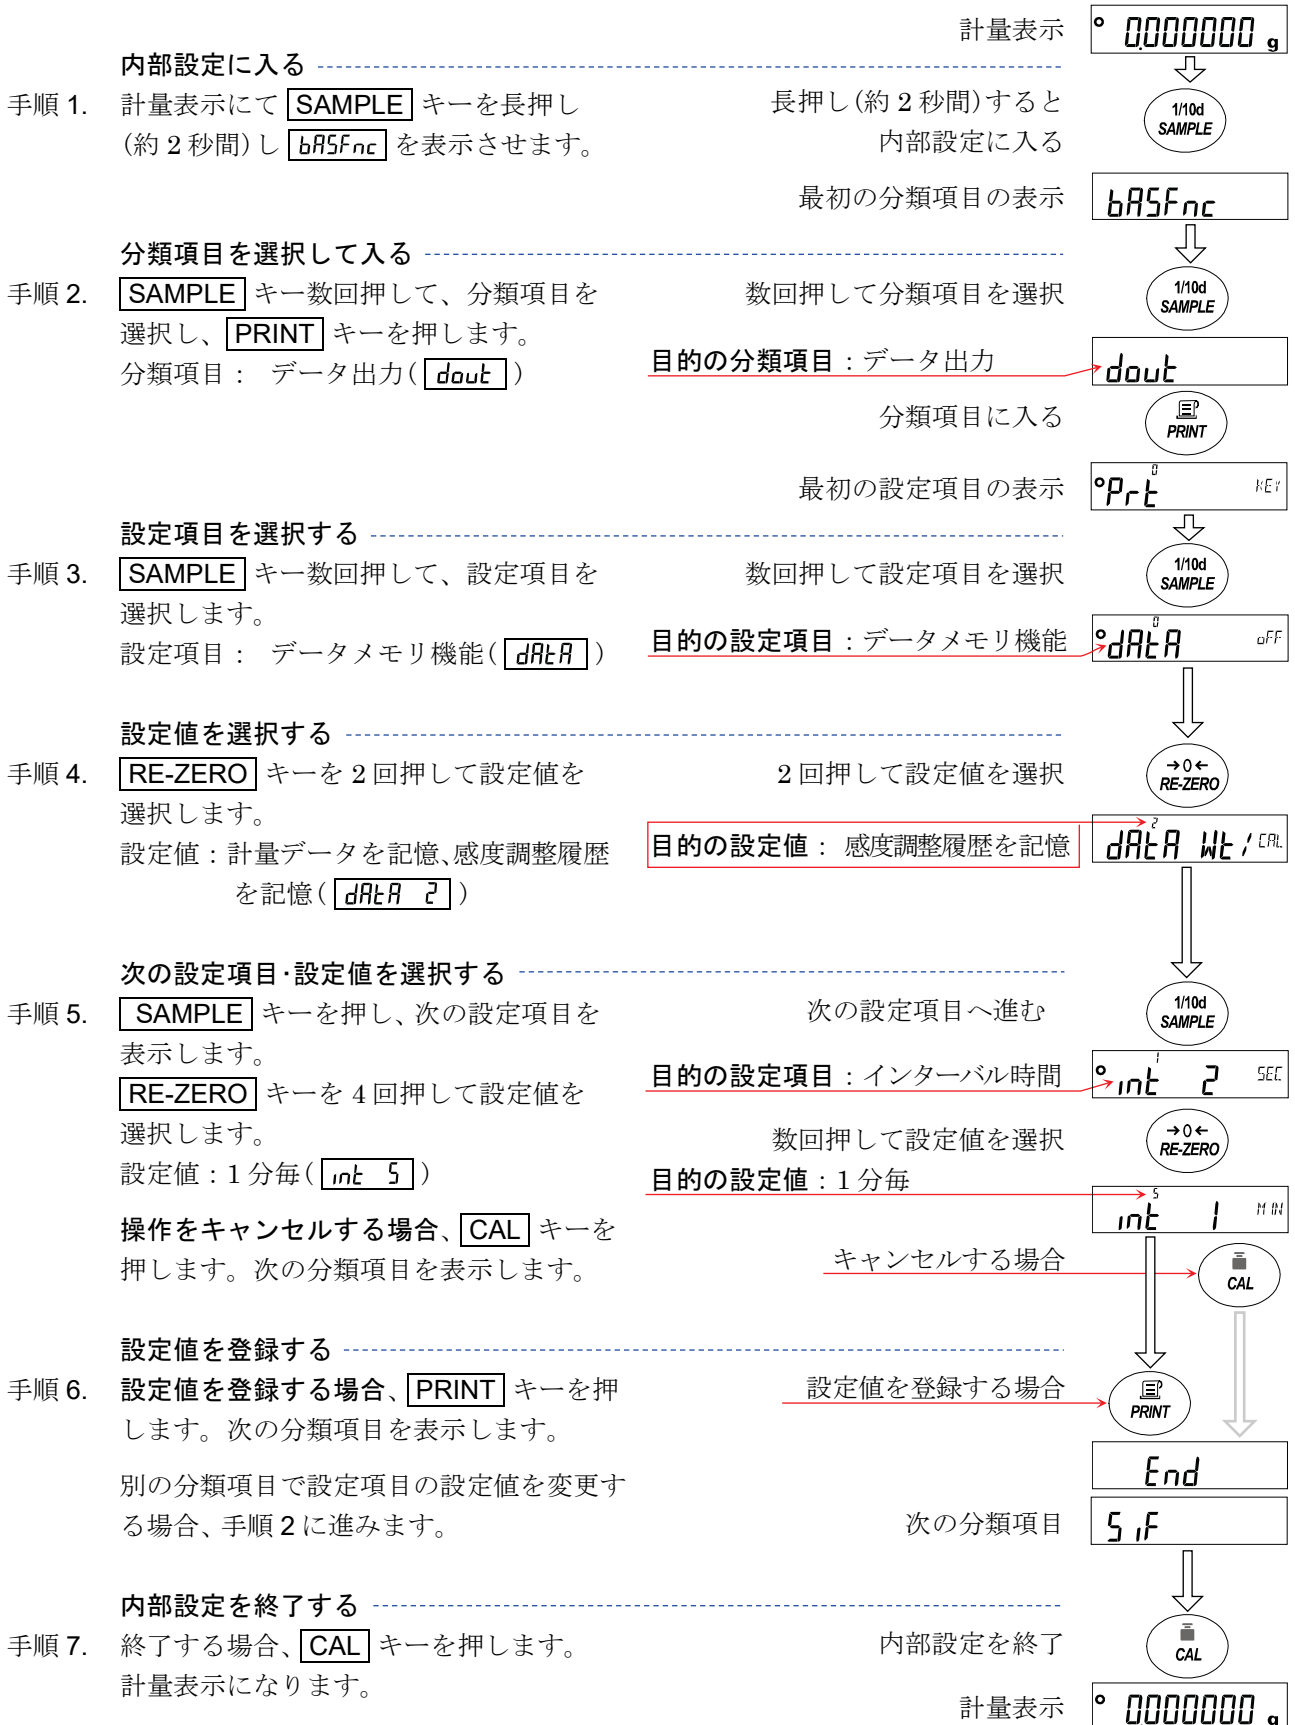 計量表示
0.000000 g
内部設定に入る
手順 1. 計量表示にて SAMPLE キーを長押し
(約 2 秒間)し bASFnc を表示させます。
長押し(約 2 秒間)すると
内部設定に入る
1/10d
SAMPLE
最初の分類項目の表示
bASFnc
分類項目を選択して入る
手順 2. SAMPLE キー数回押して、分類項目を
選択し、PRINT キーを押します。
分類項目： データ出力( dout )
数回押して分類項目を選択
1/10d
SAMPLE
目的の分類項目：データ出力
dout
分類項目に入る
PRINT
最初の設定項目の表示
0
Prt KEY
設定項目を選択する
手順 3. SAMPLE キー数回押して、設定項目を
選択します。
設定項目： データメモリ機能( dAtA )
数回押して設定項目を選択
1/10d
SAMPLE
目的の設定項目：データメモリ機能
0
dAtA oFF
設定値を選択する
手順 4. RE-ZERO キーを 2 回押して設定値を
選択します。
設定値：計量データを記憶、感度調整履歴
を記憶( dAtA 2 )
2 回押して設定値を選択
→0←
RE-ZERO
目的の設定値： 感度調整履歴を記憶
2
dAtA Wt/CAL
次の設定項目･設定値を選択する
手順 5. SAMPLE キーを押し、次の設定項目を
表示します。
RE-ZERO キーを 4 回押して設定値を
選択します。
設定値：1 分毎( int 5 )
次の設定項目へ進む
1/10d
SAMPLE
目的の設定項目：インターバル時間
1
int 2 SEC
数回押して設定値を選択
→0←
RE-ZERO
目的の設定値：1 分毎
5
int 1 MIN
操作をキャンセルする場合、CAL キーを
押します。次の分類項目を表示します。
キャンセルする場合
CAL
設定値を登録する
手順 6. 設定値を登録する場合、PRINT キーを押
します。次の分類項目を表示します。
設定値を登録する場合
PRINT
End
別の分類項目で設定項目の設定値を変更す
る場合、手順 2 に進みます。
次の分類項目
SiF
内部設定を終了する
手順 7. 終了する場合、CAL キーを押します。
計量表示になります。
内部設定を終了
CAL
計量表示
0000000 g